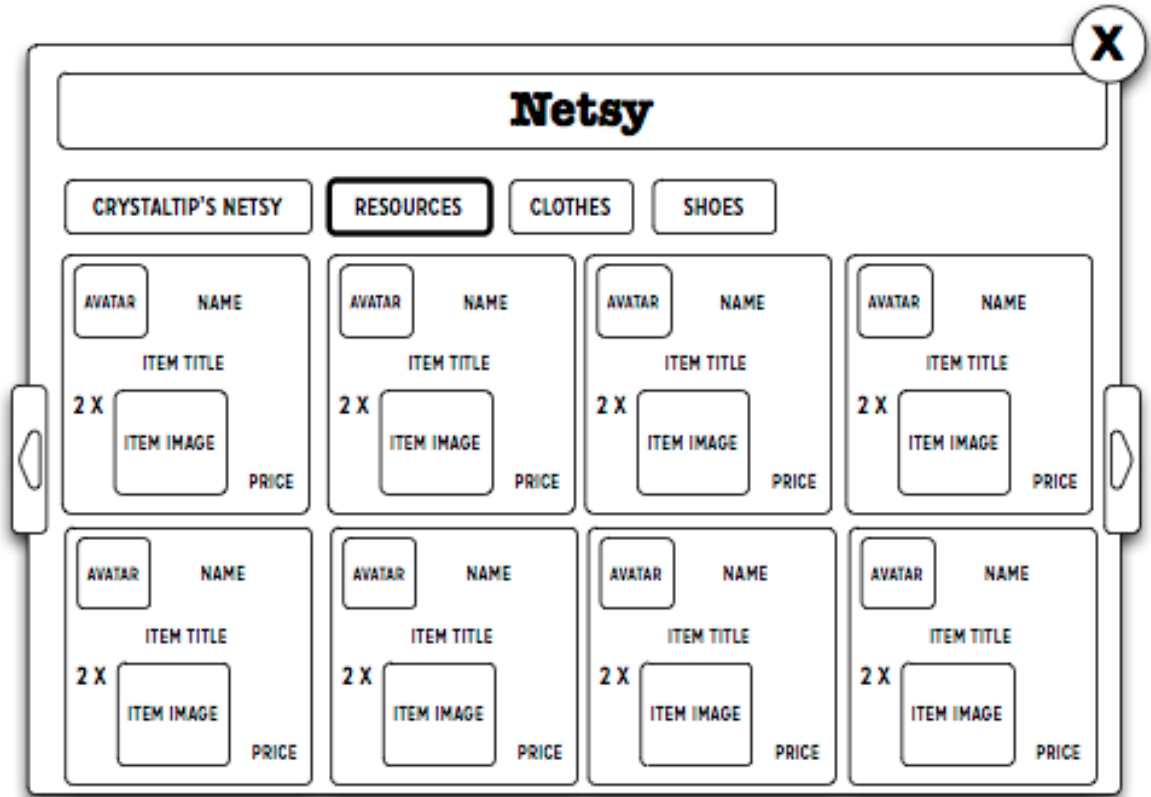 X
Netsy
CRYSTALTIP'S NETSY RESOURCES CLOTHES SHOES
AVATAR NAME AVATAR NAME AVATAR NAME AVATAR NAME
ITEM TITLE ITEM TITLE ITEM TITLE ITEM TITLE
2 X 2 X 2 X 2 X
ITEM IMAGE ITEM IMAGE ITEM IMAGE ITEM IMAGE
PRICE PRICE PRICE PRICE
AVATAR NAME AVATAR NAME AVATAR NAME AVATAR NAME
ITEM TITLE ITEM TITLE ITEM TITLE ITEM TITLE
2 X 2 X 2 X 2 X
ITEM IMAGE ITEM IMAGE ITEM IMAGE ITEM IMAGE
PRICE PRICE PRICE PRICE